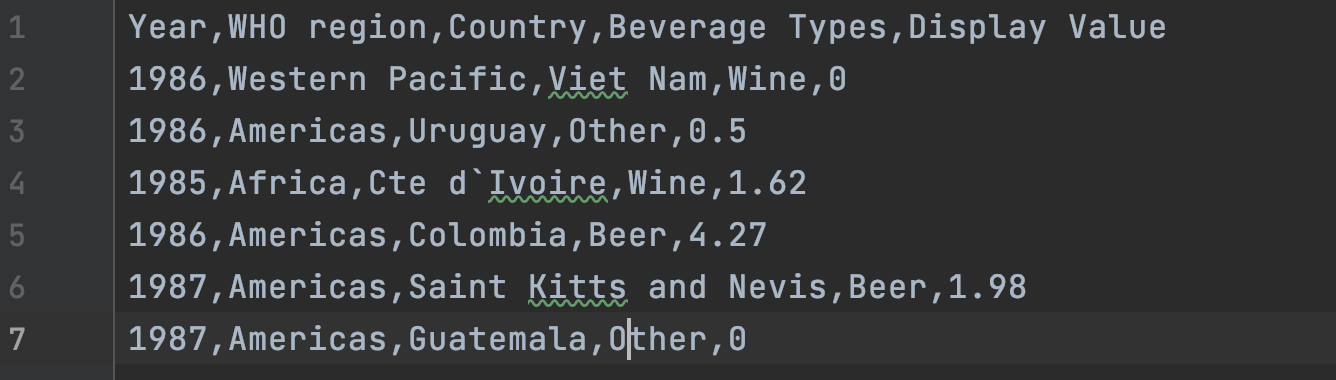 1 Year,WHO region,Country,Beverage Types,Display Value
2 1986,Western Pacific,Viet Nam,Wine,0
3 1986,Americas,Uruguay,Other,0.5
4 1985,Africa,Cte d`Ivoire,Wine,1.62
5 1986,Americas,Colombia,Beer,4.27
6 1987,Americas,Saint Kitts and Nevis,Beer,1.98
7 1987,Americas,Guatemala,Other,0